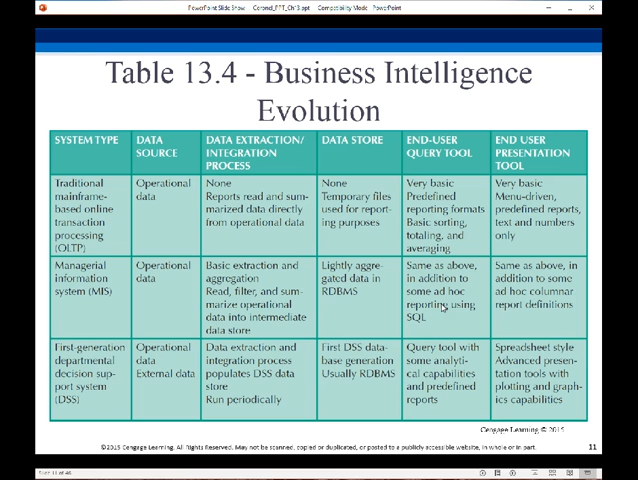 PowerPoint Slide Show   Coronel_PPT_Ch13.ppt   Compatibility Mode   PowerPoint
Table 13.4 - Business Intelligence
Evolution
SYSTEM TYPE
DATA
SOURCE
DATA EXTRACTION/
INTEGRATION
PROCESS
DATA STORE
END-USER
QUERY TOOL
END USER
PRESENTATION
TOOL
Traditional
mainframe-
based online
transaction
processing
(OLTP)
Operational
data
None
Reports read and sum-
marized data directly
from operational data
None
Temporary files
used for report-
ing purposes
Very basic
Predefined
reporting formats
Basic sorting,
totaling, and
averaging
Very basic
Menu-driven,
predefined reports,
text and numbers
only
Managerial
information
system (MIS)
Operational
data
Basic extraction and
aggregation
Read, filter, and sum-
marize operational
data into intermediate
data store
Lightly aggre-
gated data in
RDBMS
Same as above,
in addition to
some ad hoc
reporting using
SQL
Same as above, in
addition to some
ad hoc columnar
report definitions
First-generation
departmental
decision sup-
port system
(DSS)
Operational
data
External data
Data extraction and
integration process
populates DSS data
store
Run periodically
First DSS data-
base generation
Usually RDBMS
Query tool with
some analyti-
cal capabilities
and predefined
reports
Spreadsheet style
Advanced presen-
tation tools with
plotting and graph-
ics capabilities
Cengage Learning © 2015
©2015 Cengage Learning. All Rights Reserved. May not be scanned, copied or duplicated, or posted to a publicly accessible website, in whole or in part.
11